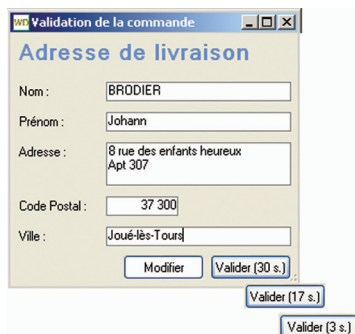 WD Validation de la commande
Adresse de livraison
Nom : BRODIER
Prénom : Johann
Adresse : 8 rue des enfants heureux
Apt 307
Code Postal : 37 300
Ville : Joué-lès-Tours
Modifier Valider (30 s.)
Valider (17 s.)
Valider (3 s.)